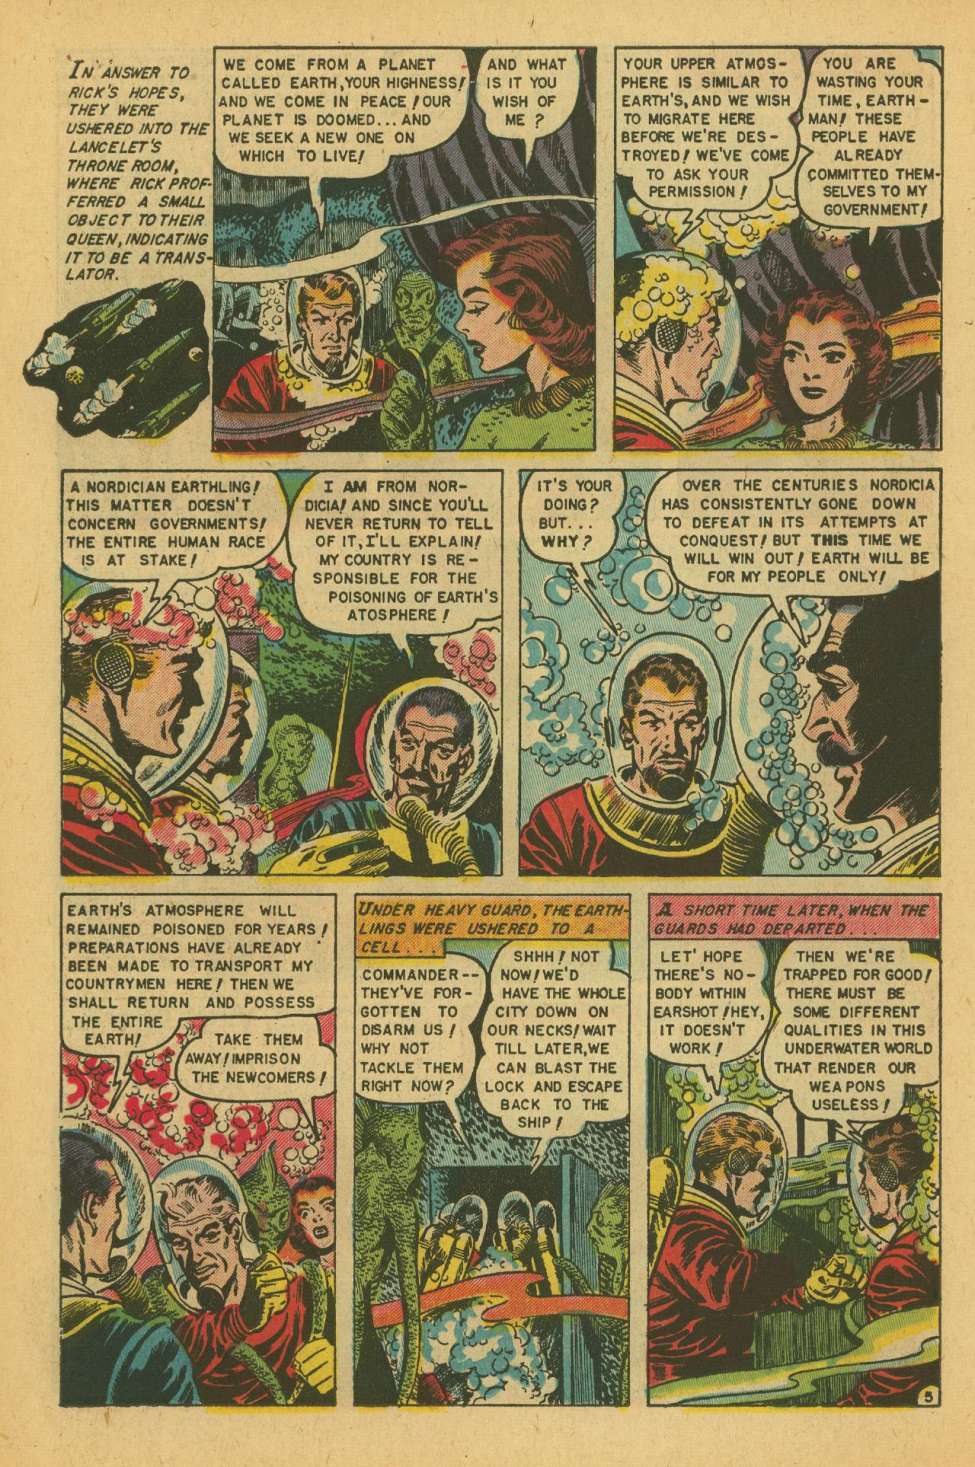 IN ANSWER TO
RICK'S HOPES,
THEY WERE
USHERED INTO THE
LANCELET'S
THRONE ROOM,
WHERE RICK PROF-
FERRED A SMALL
OBJECT TO THEIR
QUEEN, INDICATING
IT TO BE A TRANS-
LATOR.
WE COME FROM A PLANET
CALLED EARTH, YOUR HIGHNESS!
AND WE COME IN PEACE! OUR
PLANET IS DOOMED... AND
WE SEEK A NEW ONE ON
WHICH TO LIVE!
AND WHAT
IS IT YOU
WISH OF
ME?
YOUR UPPER ATMOS-
PHERE IS SIMILAR TO
EARTH'S, AND WE WISH
TO MIGRATE HERE
BEFORE WE'RE DES-
TROYED! WE'VE COME
TO ASK YOUR
PERMISSION!
YOU ARE
WASTING YOUR
TIME, EARTH-
MAN! THESE
PEOPLE HAVE
ALREADY
COMMITTED THEM-
SELVES TO MY
GOVERNMENT!
A NORDICIAN EARTHLING!
THIS MATTER DOESN'T
CONCERN GOVERNMENTS!
THE ENTIRE HUMAN RACE
IS AT STAKE!
I AM FROM NOR-
DICIA! AND SINCE YOU'LL
NEVER RETURN TO TELL
OF IT, I'LL EXPLAIN!
MY COUNTRY IS RE-
SPONSIBLE FOR THE
POISONING OF EARTH'S
ATOSPHERE!
IT'S YOUR
DOING?
BUT...
WHY?
OVER THE CENTURIES NORDICIA
HAS CONSISTENTLY GONE DOWN
TO DEFEAT IN ITS ATTEMPTS AT
CONQUEST! BUT THIS TIME WE
WILL WIN OUT! EARTH WILL BE
FOR MY PEOPLE ONLY!
EARTH'S ATMOSPHERE WILL
REMAINED POISONED FOR YEARS!
PREPARATIONS HAVE ALREADY
BEEN MADE TO TRANSPORT MY
COUNTRYMEN HERE! THEN WE
SHALL RETURN AND POSSESS
THE ENTIRE
EARTH!
TAKE THEM
AWAY! IMPRISON
THE NEWCOMERS!
UNDER HEAVY GUARD, THE EARTH-
LINGS WERE USHERED TO A
CELL....
COMMANDER--
THEY'VE FOR-
GOTTEN TO
DISARM US!
WHY NOT
TACKLE THEM
RIGHT NOW?
SHHH! NOT
NOW! WE'D
HAVE THE WHOLE
CITY DOWN ON
OUR NECKS! WAIT
TILL LATER, WE
CAN BLAST THE
LOCK AND ESCAPE
BACK TO THE
SHIP!
A SHORT TIME LATER, WHEN THE
GUARDS HAD DEPARTED...
LET' HOPE
THERE'S NO-
BODY WITHIN
EARSHOT! HEY,
IT DOESN'T
WORK!
THEN WE'RE
TRAPPED FOR GOOD!
THERE MUST BE
SOME DIFFERENT
QUALITIES IN THIS
UNDERWATER WORLD
THAT RENDER OUR
WEAPONS
USELESS!
5